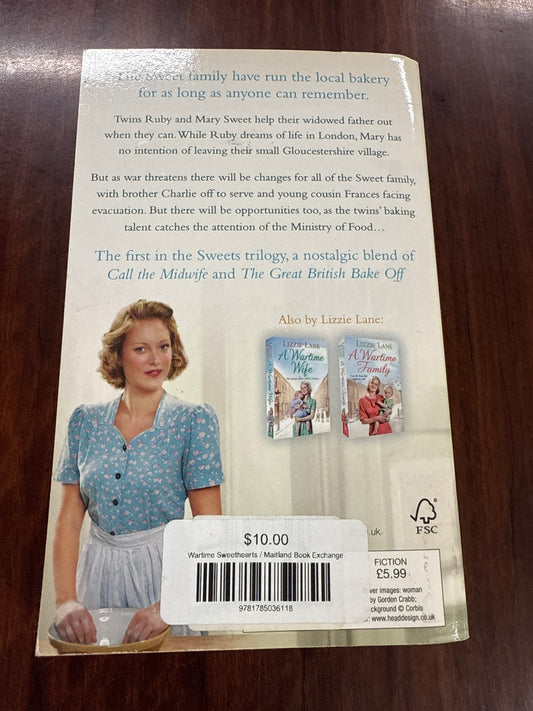 The Sweet family have run the local bakery
for as long as anyone can remember.
Twins Ruby and Mary Sweet help their widowed father out
when they can. While Ruby dreams of life in London, Mary has
no intention of leaving their small Gloucestershire village.
But as war threatens there will be changes for all of the Sweet family,
with brother Charlie off to serve and young cousin Frances facing
evacuation. But there will be opportunities too, as the twins' baking
talent catches the attention of the Ministry of Food…
The first in the Sweets trilogy, a nostalgic blend of
Call the Midwife and The Great British Bake Off
Also by Lizzie Lane:
LIZZIE LANE
A Wartime
Wife
LIZZIE LANE
A Wartime
Family
FSC
.uk
$10.00
Wartime Sweethearts / Maitland Book Exchange
9781785036118
FICTION
£5.99
ver images: woman
by Gordon Crabb;
ckground © Corbis
: www.headdesign.co.uk